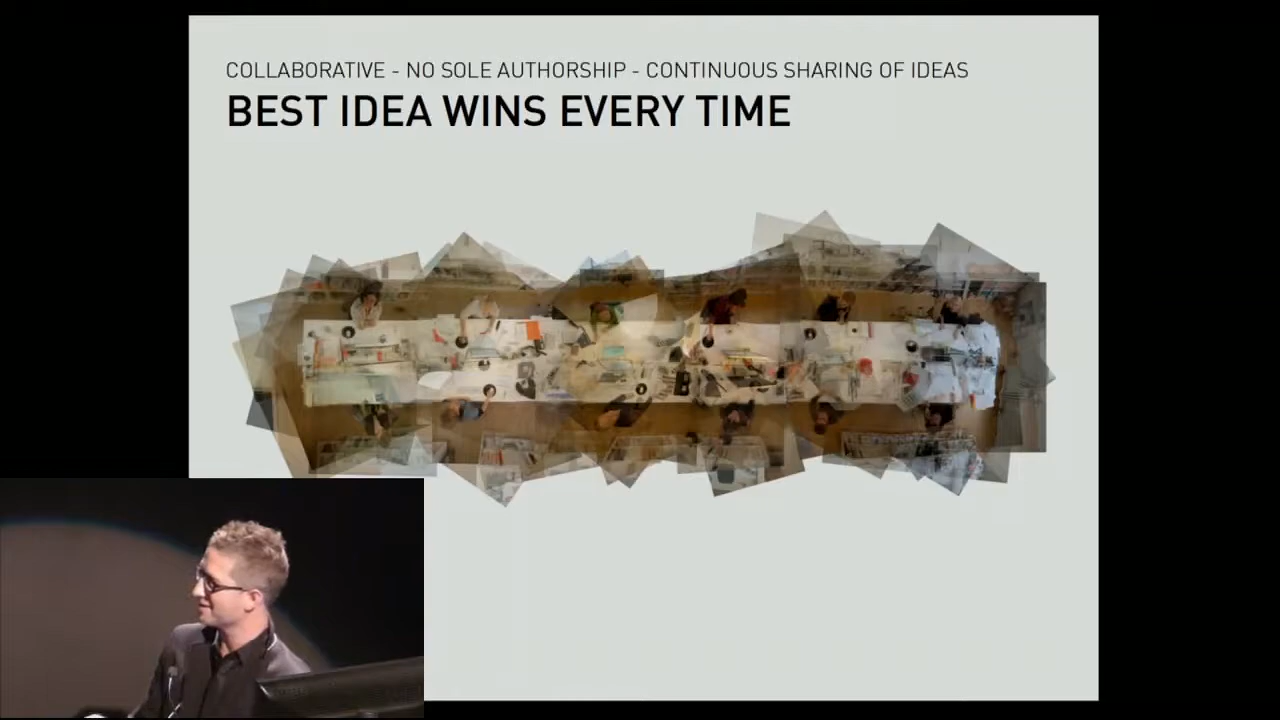 COLLABORATIVE - NO SOLE AUTHORSHIP - CONTINUOUS SHARING OF IDEAS
BEST IDEA WINS EVERY TIME